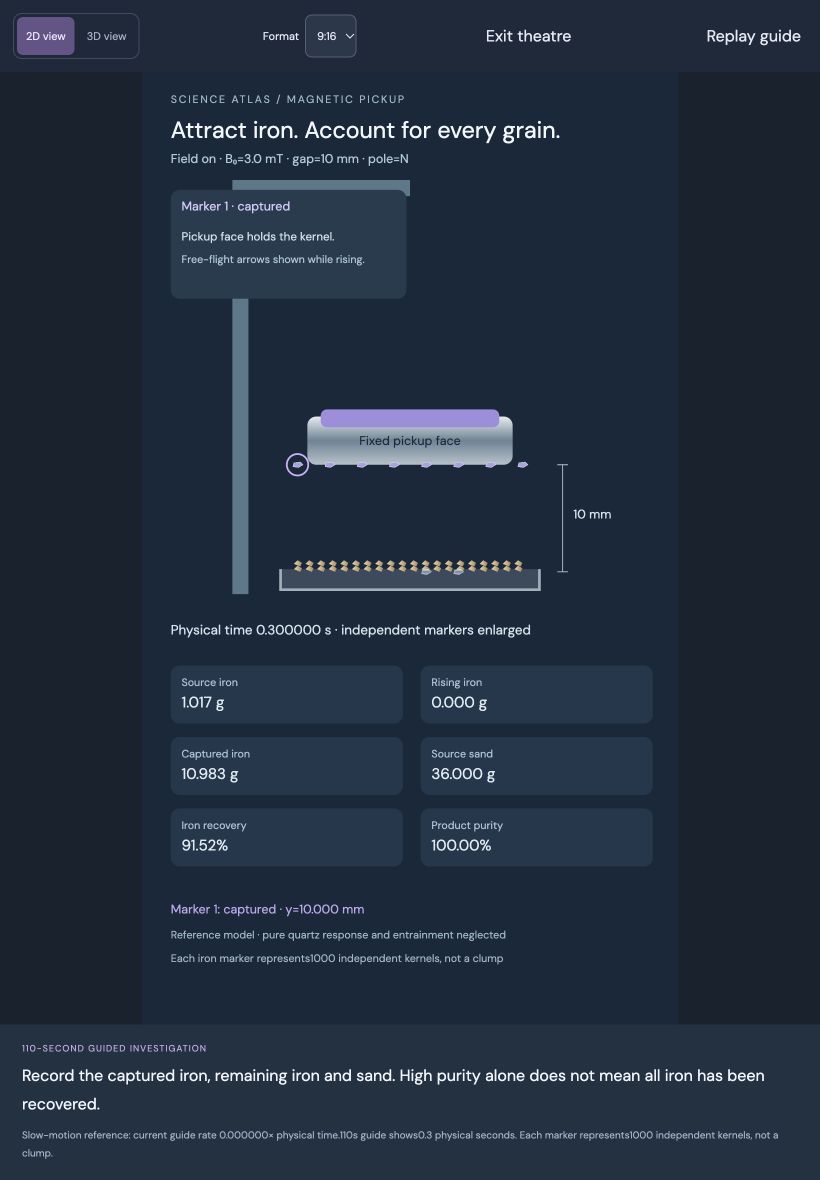 2D view
3D view
Format
9:16
Exit theatre
Replay guide
SCIENCE ATLAS / MAGNETIC PICKUP
Attract iron. Account for every grain.
Field on · B₀=3.0 mT · gap=10 mm · pole=N
Marker 1 · captured
Pickup face holds the kernel.
Free-flight arrows shown while rising.
Fixed pickup face
10 mm
Physical time 0.300000 s · independent markers enlarged
Source iron
1.017 g
Rising iron
0.000 g
Captured iron
10.983 g
Source sand
36.000 g
Iron recovery
91.52%
Product purity
100.00%
Marker 1: captured · y=10.000 mm
Reference model · pure quartz response and entrainment neglected
Each iron marker represents1000 independent kernels, not a clump
110-SECOND GUIDED INVESTIGATION
Record the captured iron, remaining iron and sand. High purity alone does not mean all iron has been
recovered.
Slow-motion reference: current guide rate 0.000000× physical time.110s guide shows0.3 physical seconds. Each marker represents1000 independent kernels, not a
clump.